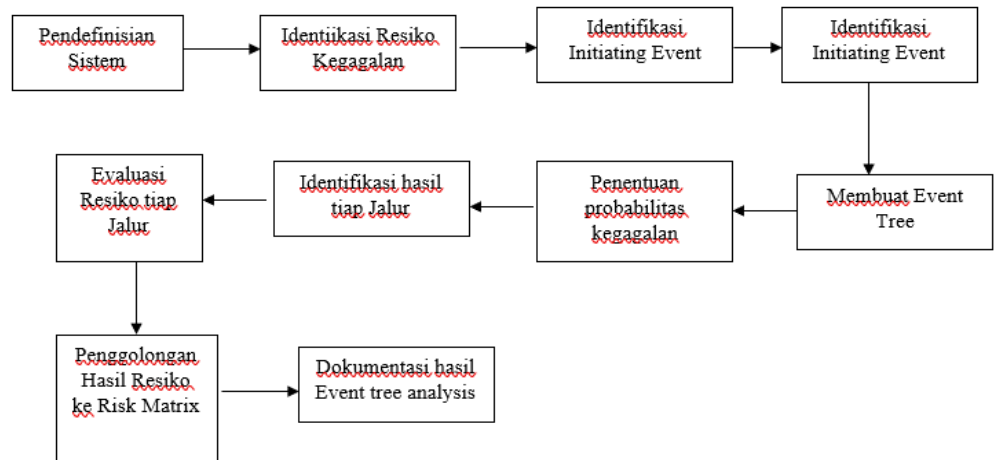 Pendefinisian
Sistem
Identiikasi Resiko
Kegagalan
Identifikasi
Initiating Event
Identifikasi
Initiating Event
Membuat Event
Tree
Penentuan
probabilitas
kegagalan
Identifikasi hasil
tiap Jalur
Evaluasi
Resiko tiap
Jalur
Penggolongan
Hasil Resiko
ke Risk Matrix
Dokumentasi hasil
Event tree analysis